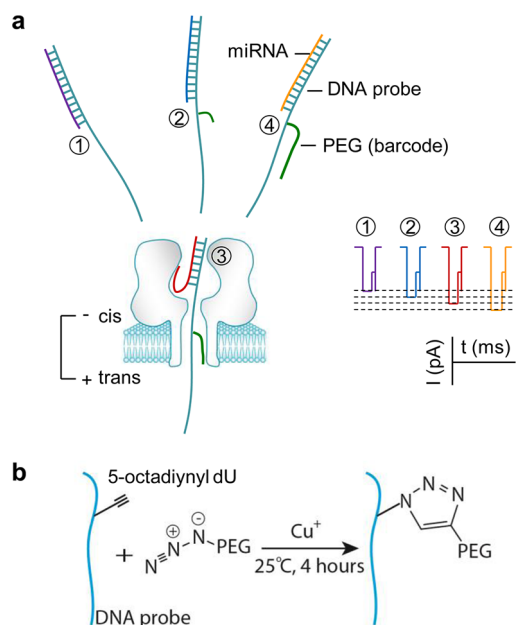 a
miRNA
DNA probe
PEG (barcode)
① ② ③ ④
① ② ③ ④
- cis
+ trans
I (pA)
t (ms)
b
5-octadiynyl dU
+
⊕ ⊖
N≡N-N-PEG
Cu⁺
25℃, 4 hours
DNA probe
N N N
PEG